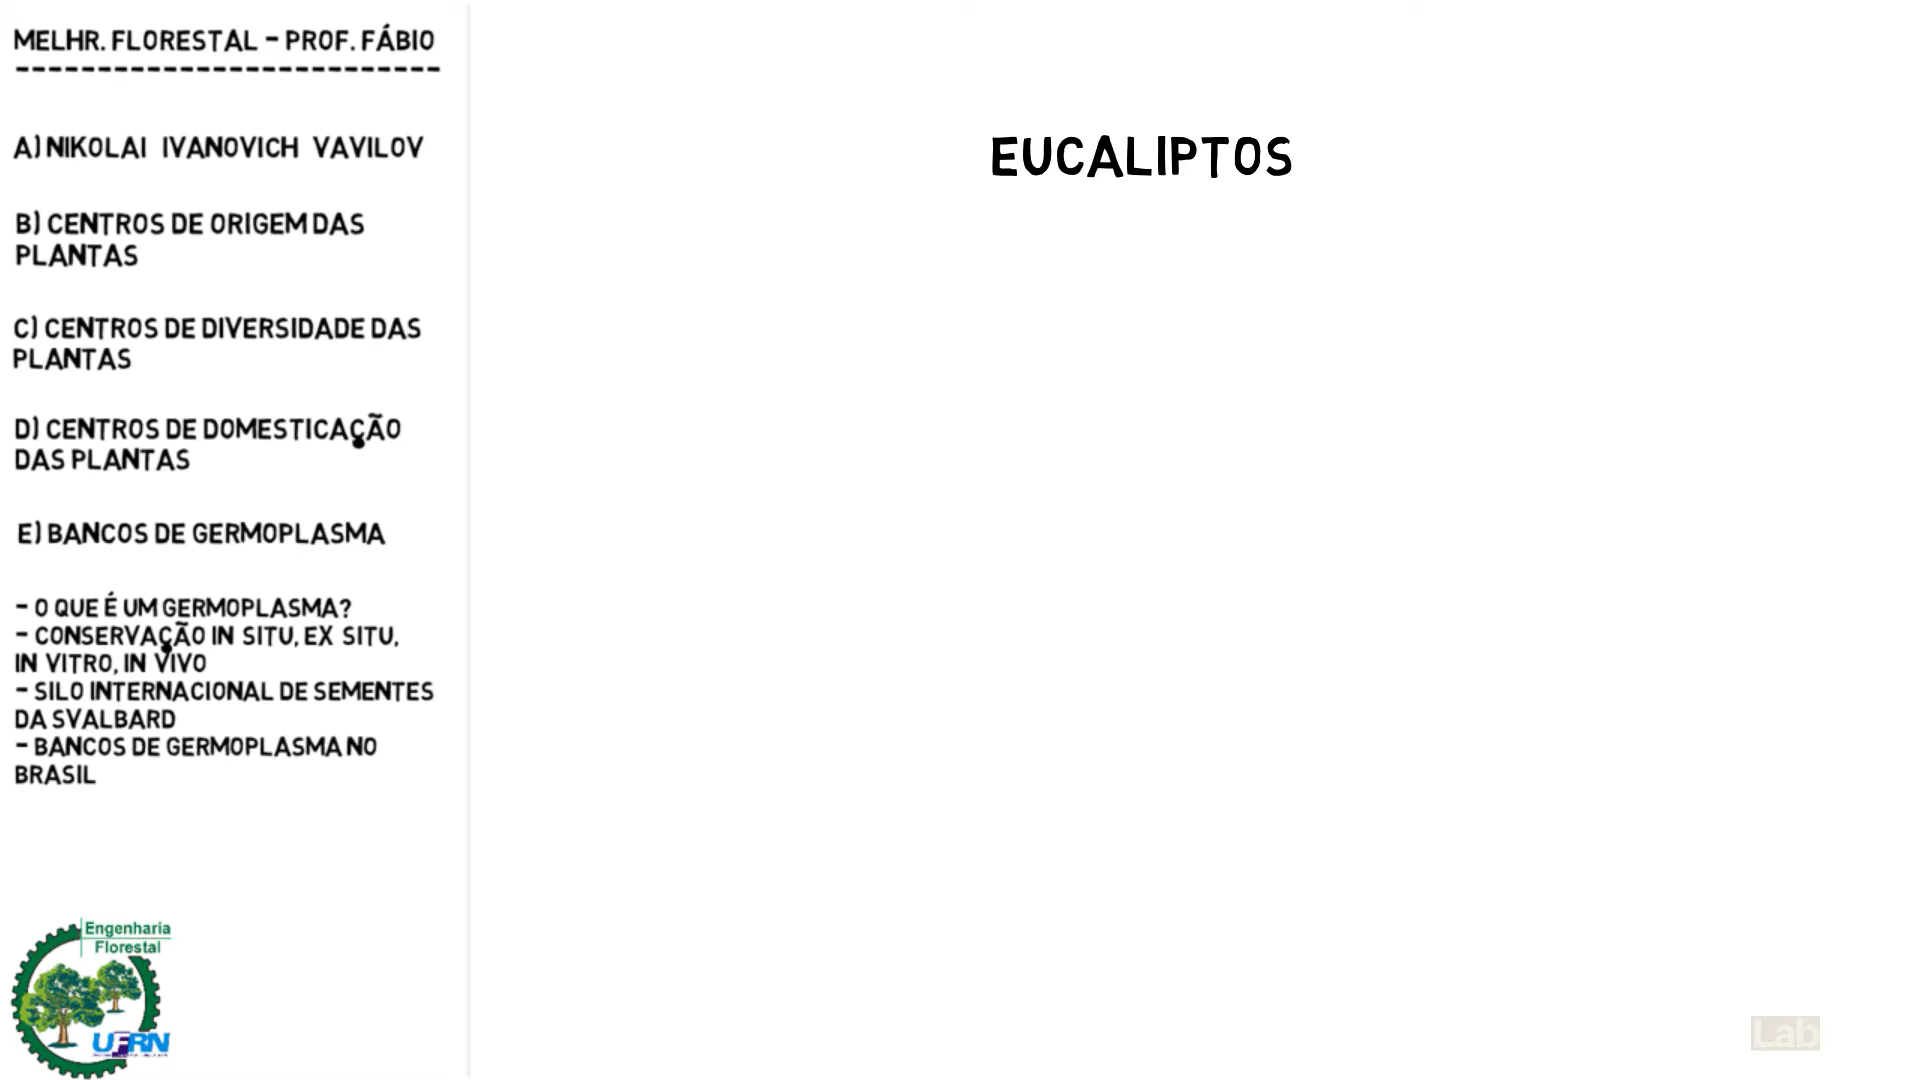 MELHR. FLORESTAL - PROF. FÁBIO
--------------------------
A) NIKOLAI IVANOVICH VAVILOV
B) CENTROS DE ORIGEM DAS
PLANTAS
C) CENTROS DE DIVERSIDADE DAS
PLANTAS
D) CENTROS DE DOMESTICAÇÃO
DAS PLANTAS
E) BANCOS DE GERMOPLASMA
- O QUE É UM GERMOPLASMA?
- CONSERVAÇÃO IN SITU, EX SITU,
IN VITRO, IN VIVO
- SILO INTERNACIONAL DE SEMENTES
DA SVALBARD
- BANCOS DE GERMOPLASMA NO
BRASIL
Engenharia
Florestal
UFRN
EUCALIPTOS
Lab